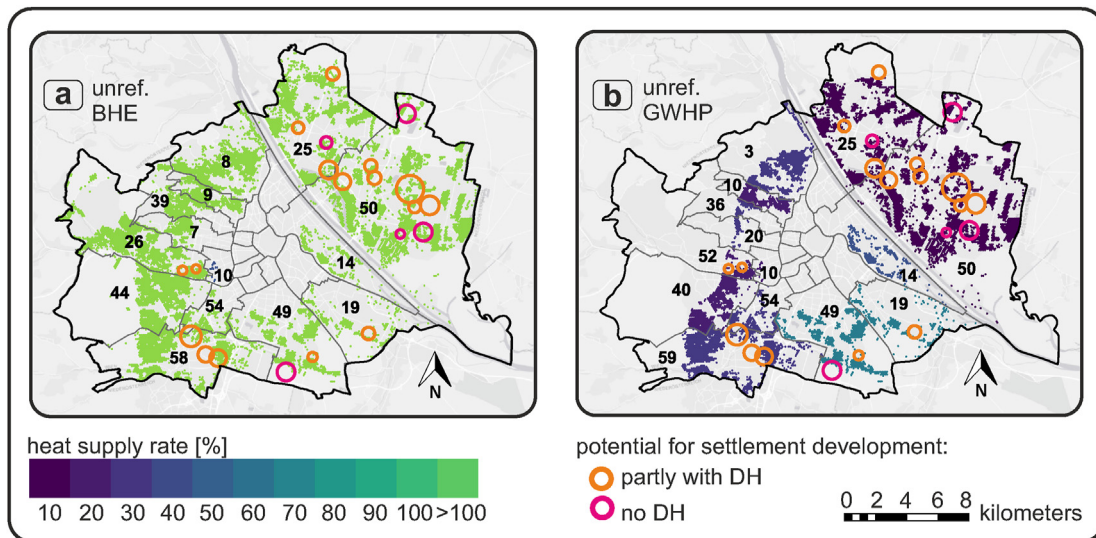 a unref.
BHE
8
25
9
39
50
7
26
10
14
44
54
19
49
58
N
b unref.
GWHP
3
25
10
36
20
52
10
50
14
40
54
19
49
59
N
heat supply rate [%]
10 20 30 40 50 60 70 80 90 100 >100
potential for settlement development:
partly with DH
no DH
0 2 4 6 8
kilometers